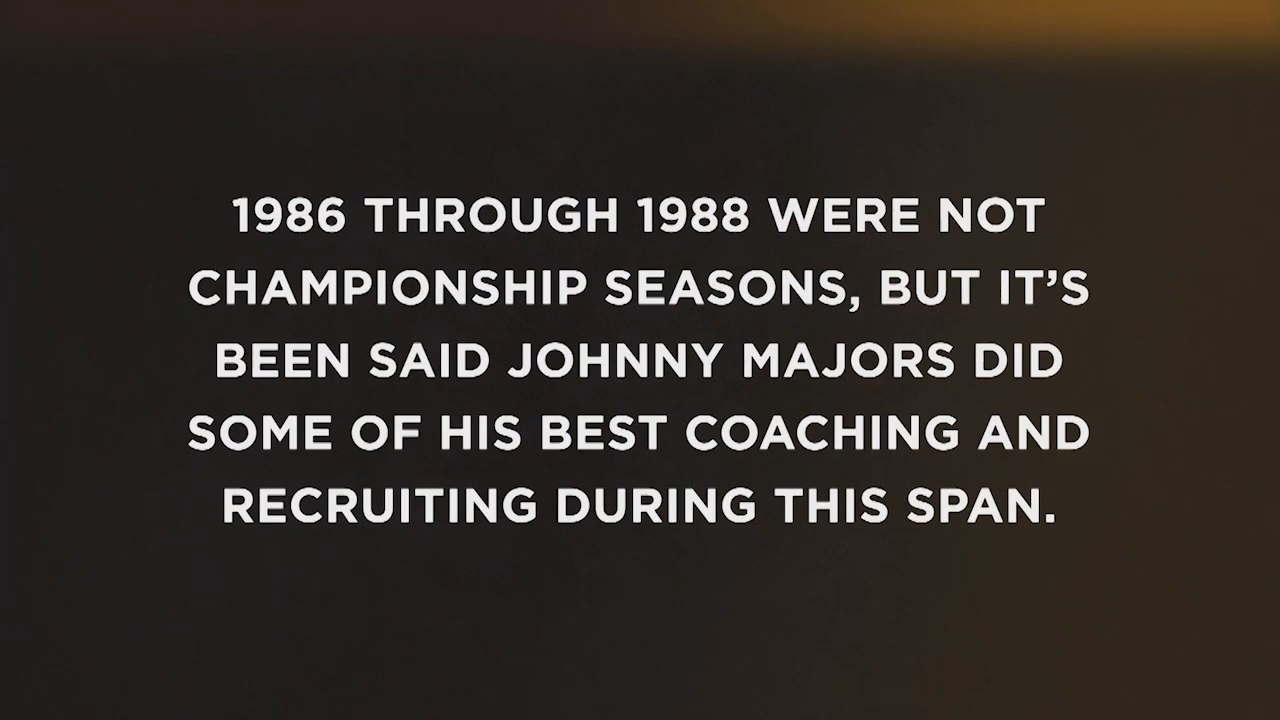 1986 THROUGH 1988 WERE NOT
CHAMPIONSHIP SEASONS, BUT IT’S
BEEN SAID JOHNNY MAJORS DID
SOME OF HIS BEST COACHING AND
RECRUITING DURING THIS SPAN.